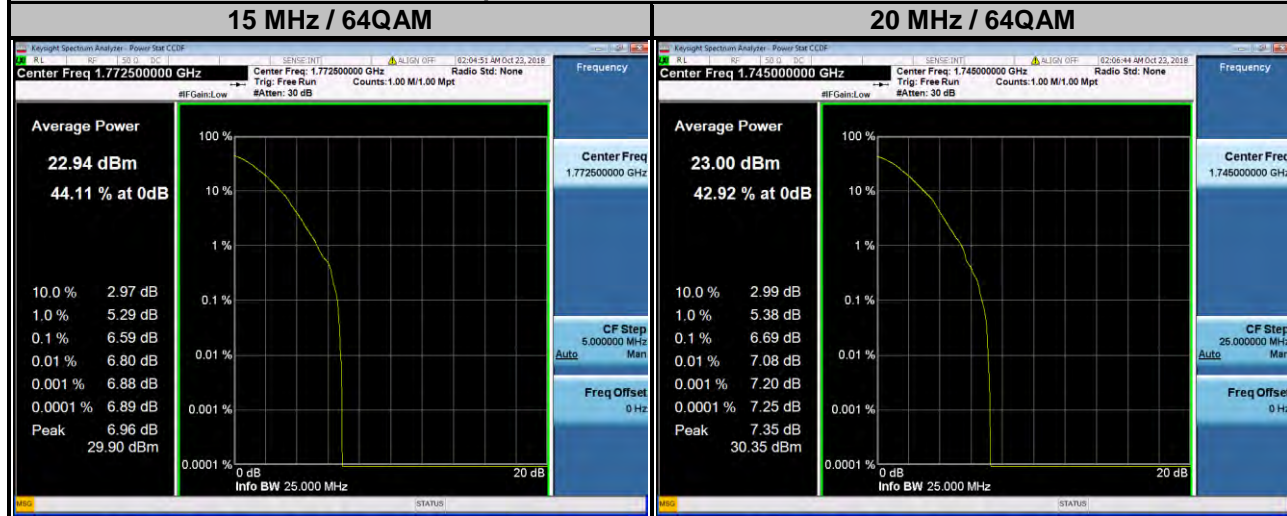 15 MHz / 64QAM
Keysight Spectrum Analyzer - Power Stat CCDF
RL RF 50 Ω DC SENSE:INT ALIGN OFF 02:04:51 AM Oct 23, 2018
Center Freq 1.772500000 GHz
Center Freq: 1.772500000 GHz
Radio Std: None
Trig: Free Run
Counts:1.00 M/1.00 Mpt
#IFGain:Low
#Atten: 30 dB
Frequency
Average Power
22.94 dBm
44.11 % at 0dB
10.0 % 2.97 dB
1.0 % 5.29 dB
0.1 % 6.59 dB
0.01 % 6.80 dB
0.001 % 6.88 dB
0.0001 % 6.89 dB
Peak 6.96 dB
29.90 dBm
100 %
10 %
1 %
0.1 %
0.01 %
0.001 %
0.0001 %
0 dB
20 dB
Info BW 25.000 MHz
Center Freq
1.772500000 GHz
CF Step
5.000000 MHz
Auto Man
Freq Offset
0 Hz
MSG
STATUS
20 MHz / 64QAM
Keysight Spectrum Analyzer - Power Stat CCDF
RL RF 50 Ω DC SENSE:INT ALIGN OFF 02:06:44 AM Oct 23, 2018
Center Freq 1.745000000 GHz
Center Freq: 1.745000000 GHz
Radio Std: None
Trig: Free Run
Counts:1.00 M/1.00 Mpt
#IFGain:Low
#Atten: 30 dB
Frequency
Average Power
23.00 dBm
42.92 % at 0dB
10.0 % 2.99 dB
1.0 % 5.38 dB
0.1 % 6.69 dB
0.01 % 7.08 dB
0.001 % 7.20 dB
0.0001 % 7.25 dB
Peak 7.35 dB
30.35 dBm
100 %
10 %
1 %
0.1 %
0.01 %
0.001 %
0.0001 %
0 dB
20 dB
Info BW 25.000 MHz
Center Freq
1.745000000 GHz
CF Step
25.000000 MHz
Auto Man
Freq Offset
0 Hz
MSG
STATUS